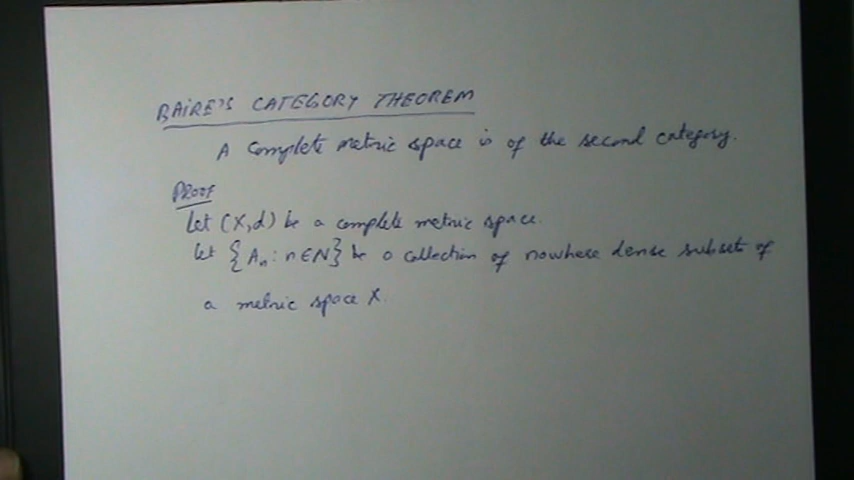 BAIRE'S CATEGORY THEOREM
A complete metric space is of the second category.
PROOF
Let (X,d) be a complete metric space.
Let {Aₙ : n∈N} be a collection of nowhere dense subsets of
a metric space X.